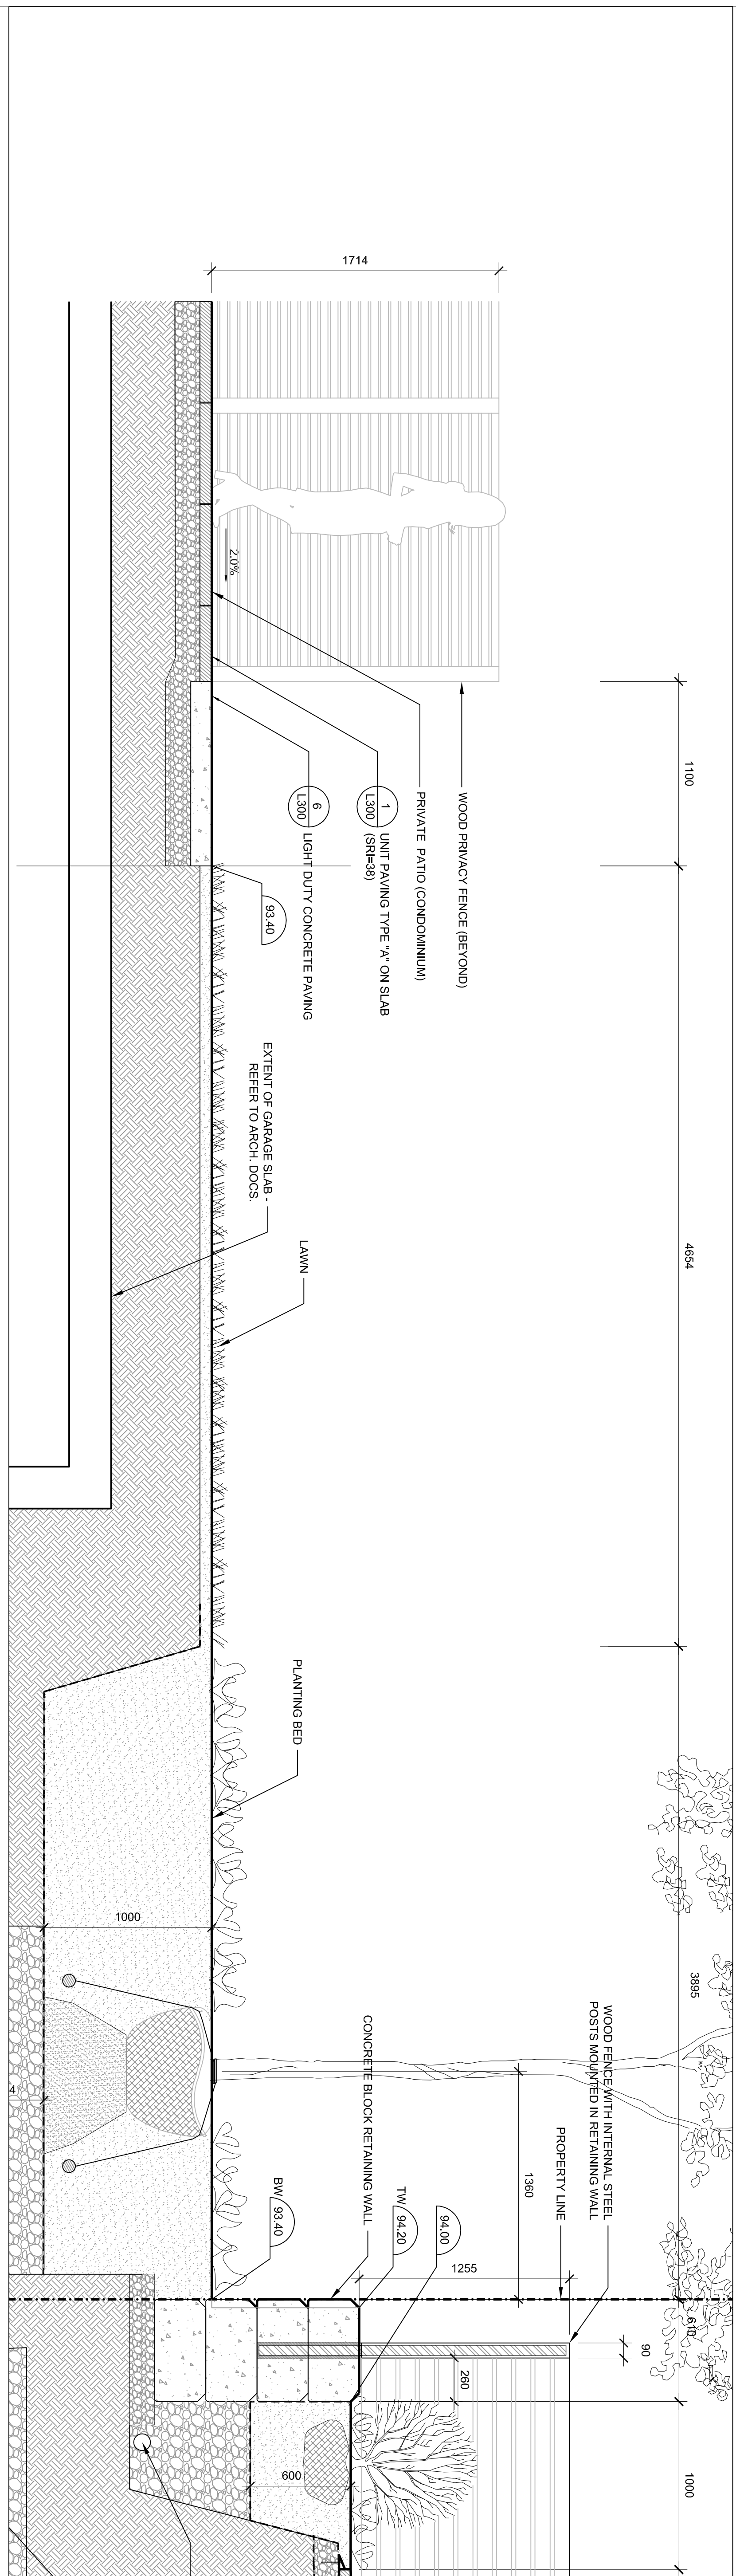 1714
2.0%
1100
4654
3895
610
1000
WOOD PRIVACY FENCE (BEYOND)
PRIVATE PATIO (CONDOMINIUM)
1
L300
UNIT PAVING TYPE "A" ON SLAB
(SRI=38)
6
L300
LIGHT DUTY CONCRETE PAVING
93.40
EXTENT OF GARAGE SLAB -
REFER TO ARCH. DOCS.
LAWN
PLANTING BED
1000
4
WOOD FENCE WITH INTERNAL STEEL
POSTS MOUNTED IN RETAINING WALL
PROPERTY LINE
1360
CONCRETE BLOCK RETAINING WALL
94.00
TW 94.20
BW 93.40
1255
90
260
600